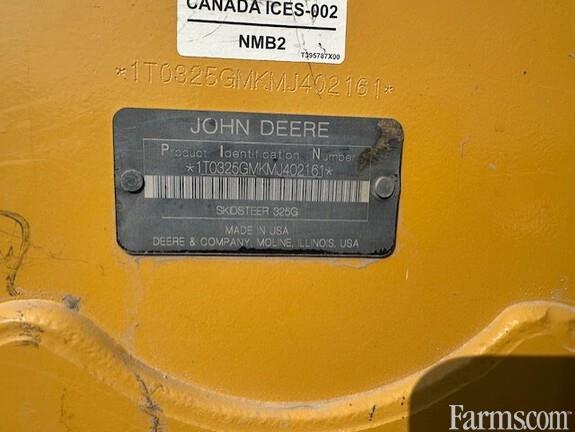 CANADA ICES-002
NMB2
T395787X00
*1T0325GMKMJ402161*
JOHN DEERE
Product Identification Number
*1T0325GMKMJ402161*
SKIDSTEER 325G
MADE IN USA
DEERE & COMPANY, MOLINE, ILLINOIS, USA
Farms.com